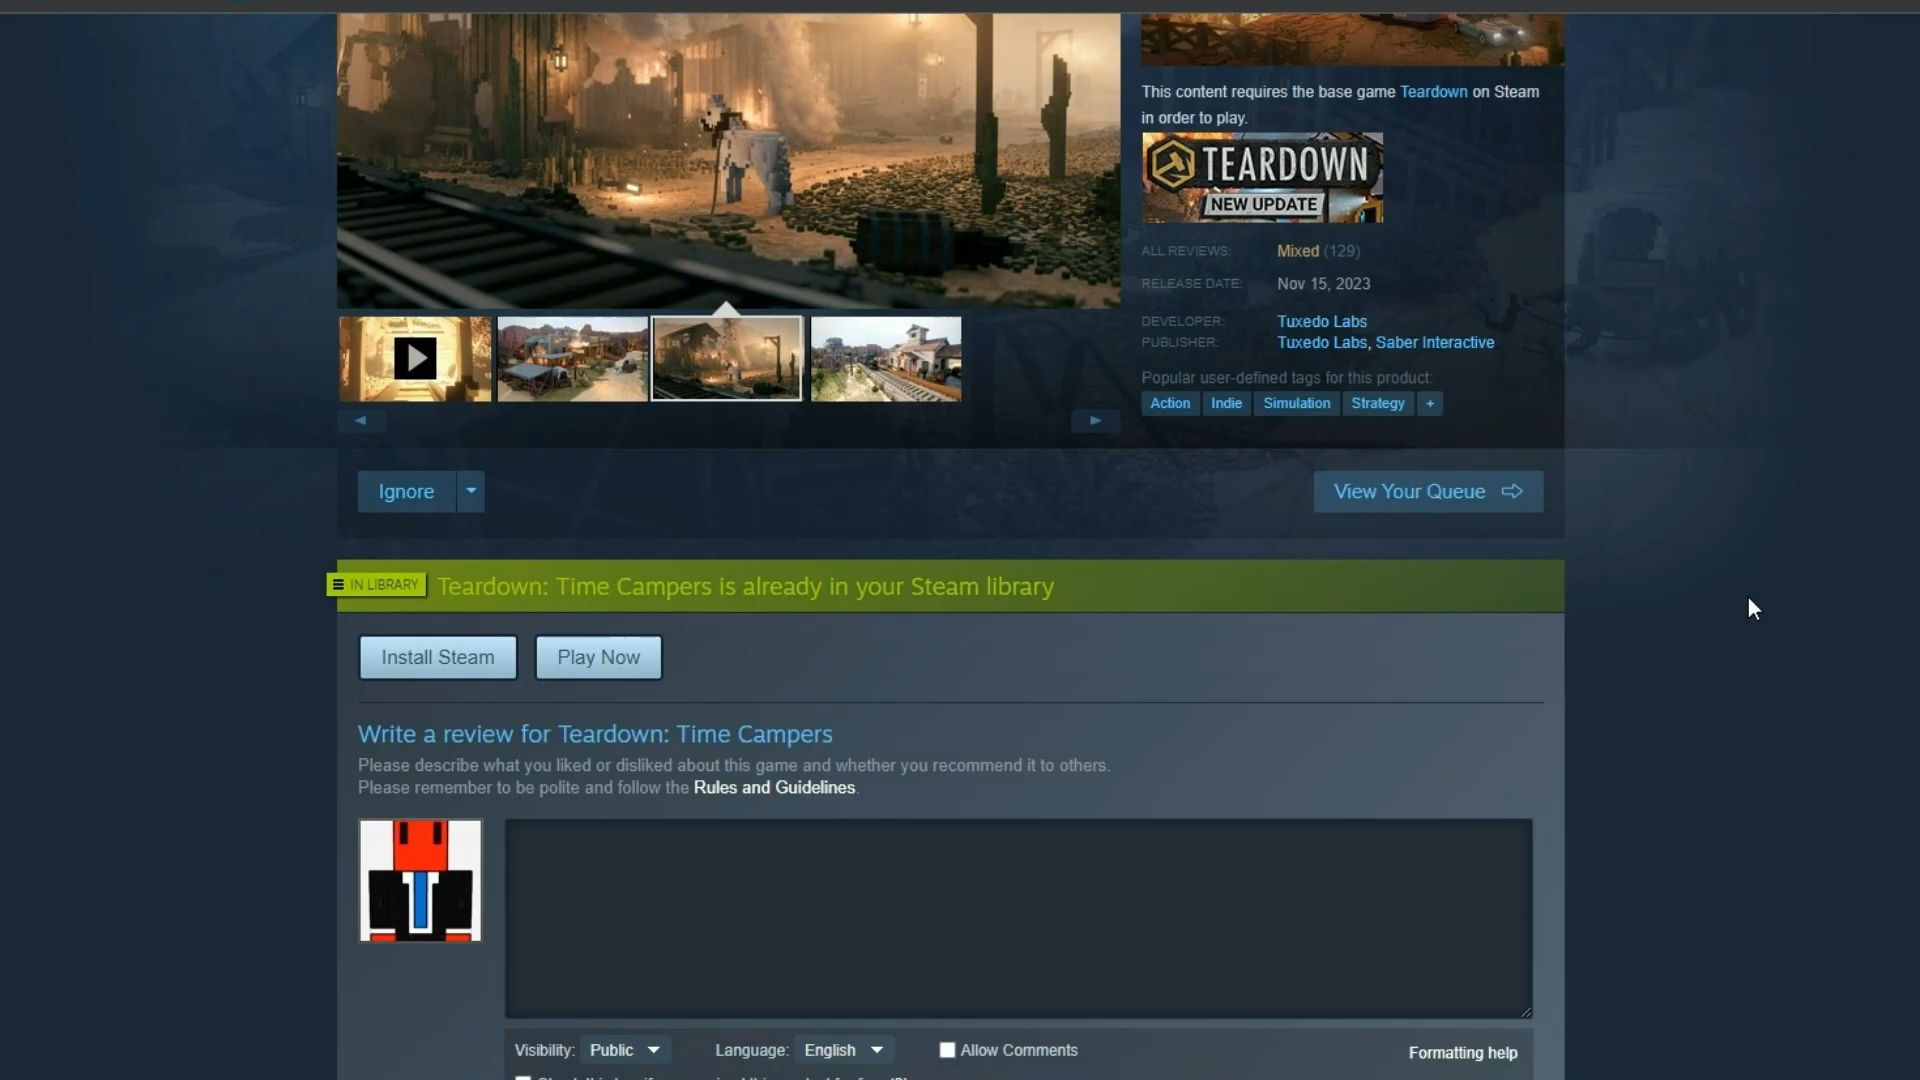 This content requires the base game Teardown on Steam
in order to play.
TEARDOWN
NEW UPDATE
ALL REVIEWS: Mixed (129)
RELEASE DATE: Nov 15, 2023
DEVELOPER: Tuxedo Labs
PUBLISHER: Tuxedo Labs, Saber Interactive
Popular user-defined tags for this product:
Action Indie Simulation Strategy +
Ignore
View Your Queue
IN LIBRARY
Teardown: Time Campers is already in your Steam library
Install Steam
Play Now
Write a review for Teardown: Time Campers
Please describe what you liked or disliked about this game and whether you recommend it to others.
Please remember to be polite and follow the Rules and Guidelines.
Visibility: Public Language: English Allow Comments
Formatting help